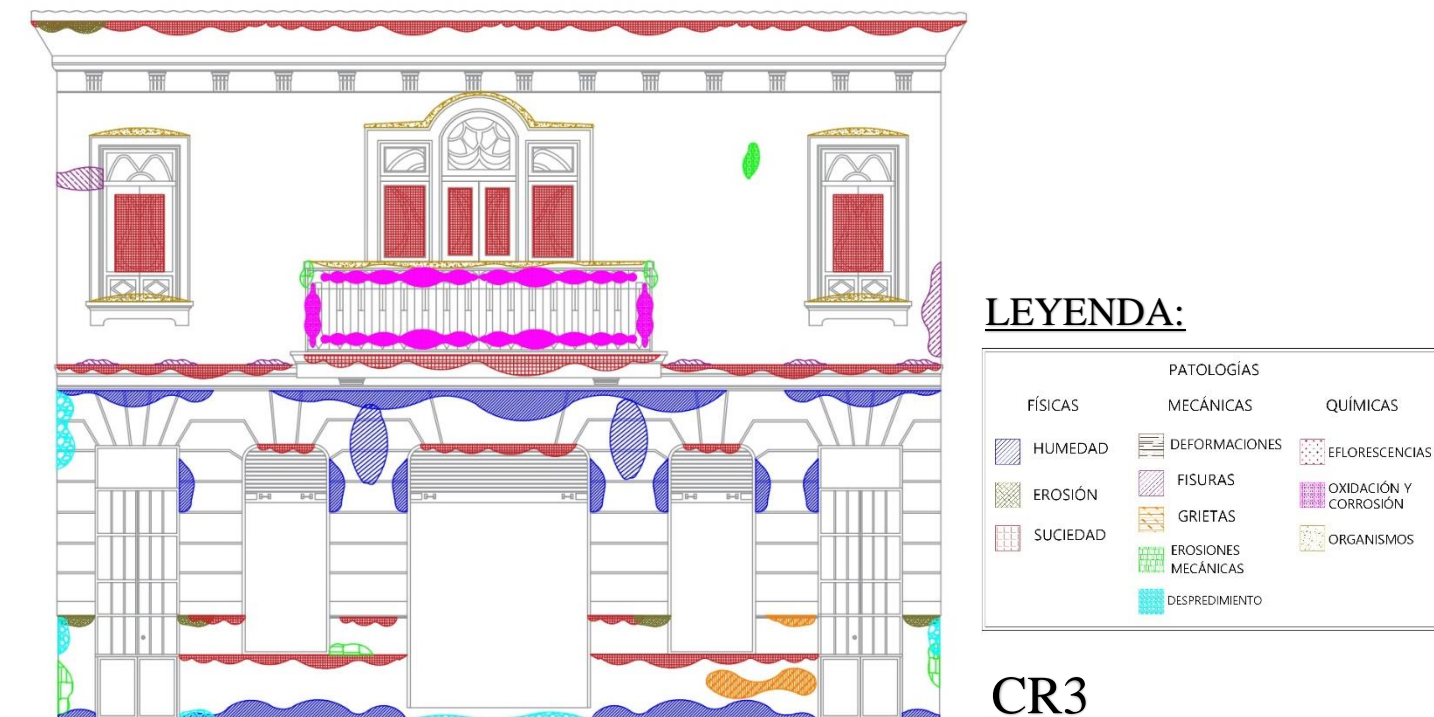 LEYENDA:
PATOLOGÍAS
FÍSICAS
HUMEDAD
EROSIÓN
SUCIEDAD
MECÁNICAS
DEFORMACIONES
FISURAS
GRIETAS
EROSIONES
MECÁNICAS
DESPREDIMIENTO
QUÍMICAS
EFLORESCENCIAS
OXIDACIÓN Y
CORROSIÓN
ORGANISMOS
CR3